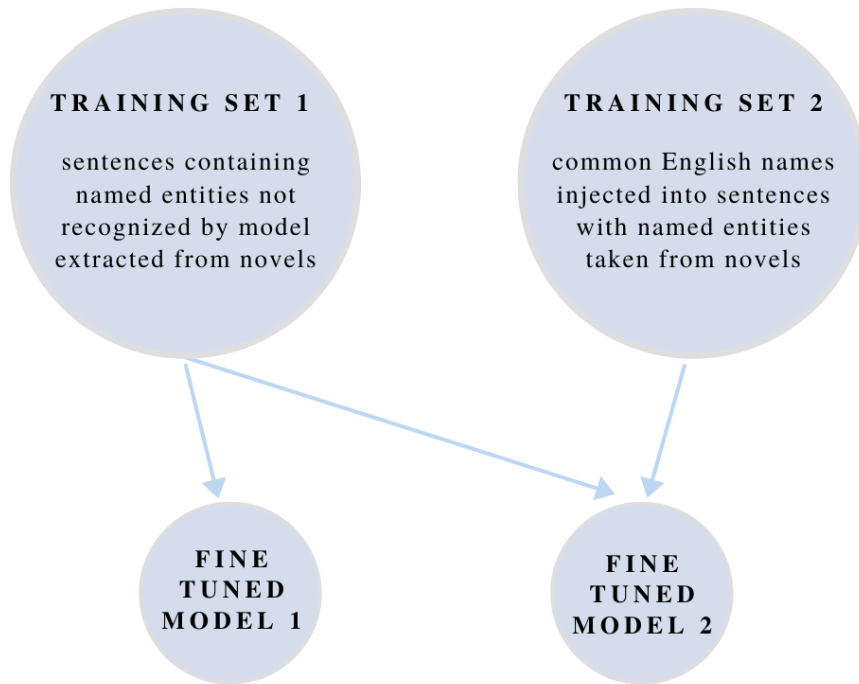 TRAINING SET 1
sentences containing
named entities not
recognized by model
extracted from novels
TRAINING SET 2
common English names
injected into sentences
with named entities
taken from novels
FINE
TUNED
MODEL 1
FINE
TUNED
MODEL 2